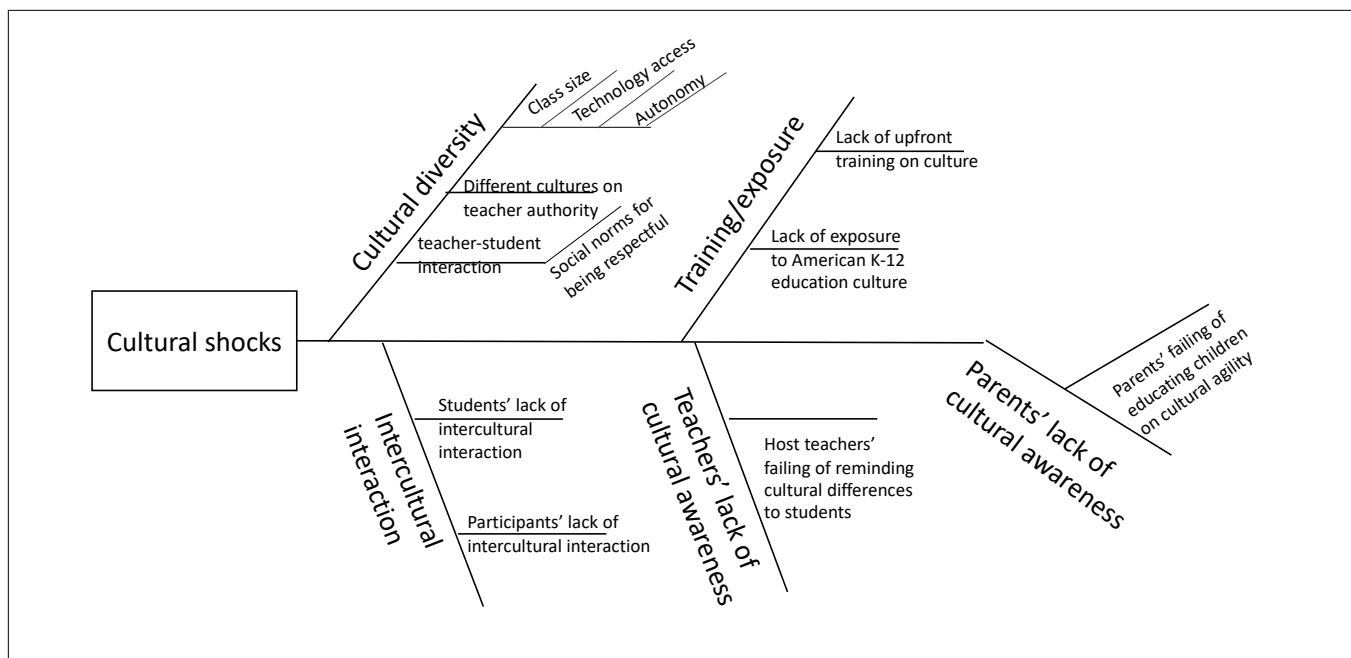 Class size
Technology access
Autonomy
Cultural diversity
Different cultures on
teacher authority
teacher-student
interaction
Social norms for
being respectful
Training/exposure
Lack of upfront
training on culture
Lack of exposure
to American K-12
education culture
Cultural shocks
Intercultural
interaction
Students’ lack of
intercultural
interaction
Participants’ lack of
intercultural interaction
Teachers’ lack of
cultural awareness
Host teachers’
failing of reminding
cultural differences
to students
Parents’ lack of
cultural awareness
Parents’ failing of
educating children
on cultural agility